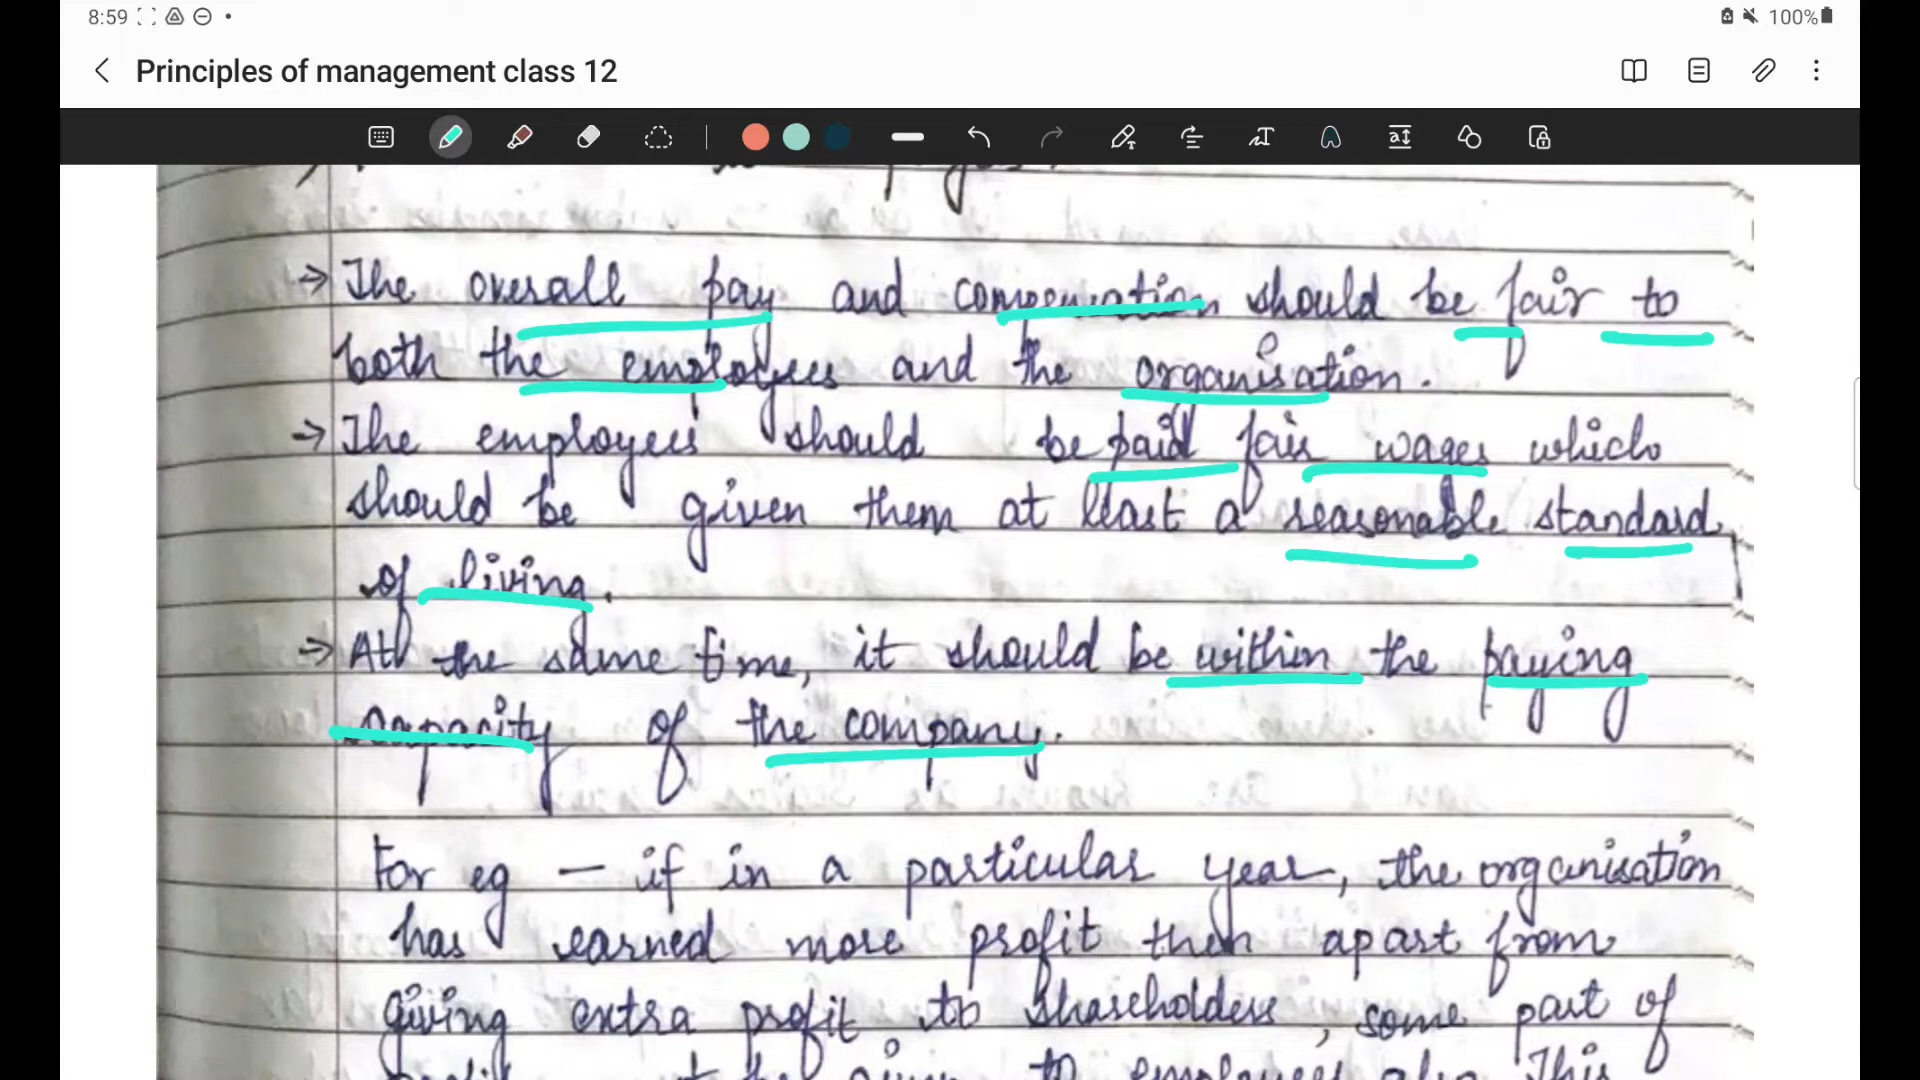 8:59
100%
Principles of management class 12
→ The overall pay and compensation should be fair to
both the employees and the organisation.
→ The employees should be paid fair wages which
should be given them at least a reasonable standard
of living.
→ At the same time, it should be within the paying
capacity of the company.
For eg – if in a particular year, the organisation
has earned more profit then apart from
giving extra profit to shareholders, some part of
to employees also. This